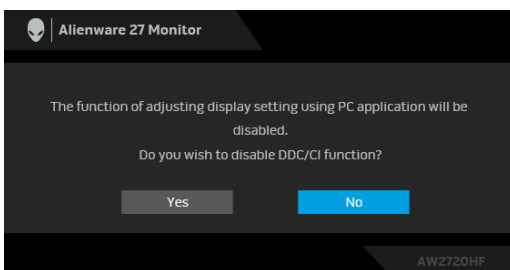 Alienware 27 Monitor
The function of adjusting display setting using PC application will be
disabled.
Do you wish to disable DDC/CI function?
Yes
No
AW2720HF